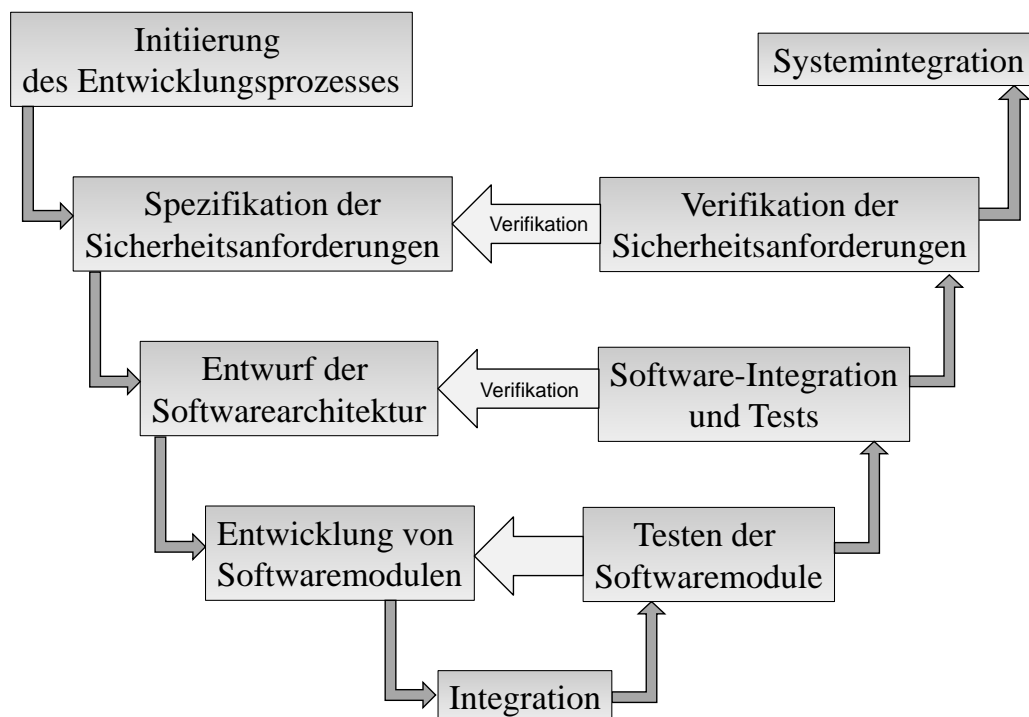 Initiierung
des Entwicklungsprozesses
Systemintegration
Spezifikation der
Sicherheitsanforderungen
Verifikation
Verifikation der
Sicherheitsanforderungen
Entwurf der
Softwarearchitektur
Verifikation
Software-Integration
und Tests
Entwicklung von
Softwaremodulen
Testen der
Softwaremodule
Integration